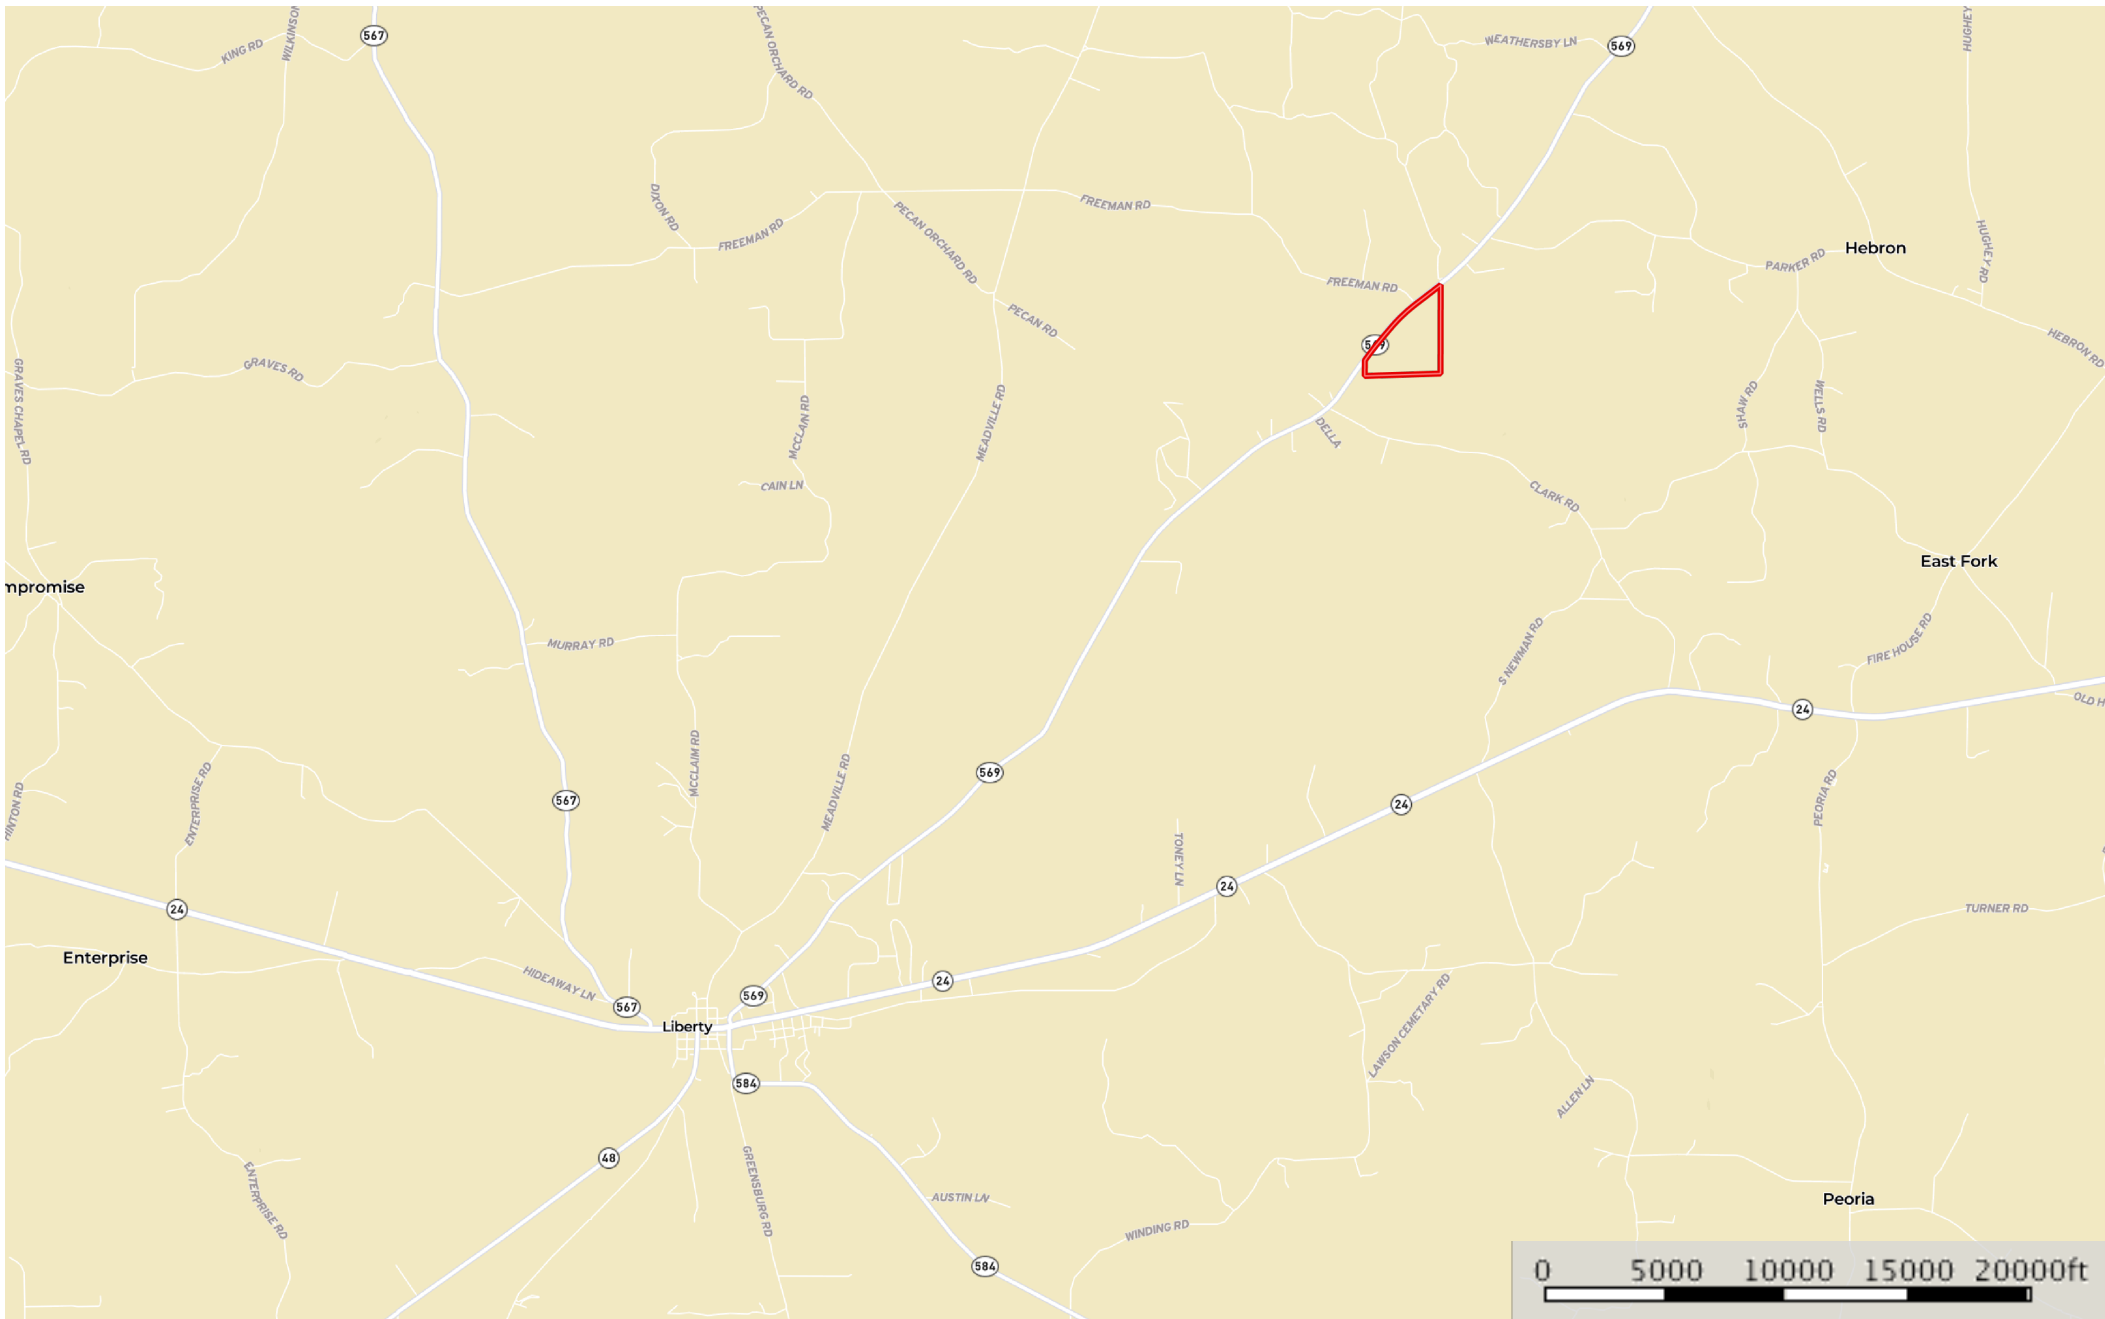 567
KING RD
WILKINSON
PECAN ORCHARD RD
WEATHERSBY LN
569
HUGHEY
DIXON RD
FREEMAN RD
PECAN ORCHARD RD
FREEMAN RD
HUGHEY RD
Hebron
PARKER RD
FREEMAN RD
PECAN RD
HEBRON RD
GRAVES CHAPEL RD
GRAVES RD
MCCLAIN RD
MEADVILLE RD
DELLA
SHAW RD
WELLS RD
CAIN LN
CLARK RD
East Fork
mpromise
MURRAY RD
S NEWMAN RD
FIRE HOUSE RD
OLD H
24
HINTON RD
ENTERPRISE RD
567
MCCLAIM RD
MEADVILLE RD
569
24
PEORIA RD
TONEY LN
24
24
TURNER RD
Enterprise
HIDEAWAY LN
567
569
24
Liberty
LAWSON CEMETARY RD
584
ALLEN LN
48
ENTERPRISE RD
GREENSBURG RD
AUSTIN LN
WINDING RD
Peoria
584
0 5000 10000 15000 20000ft